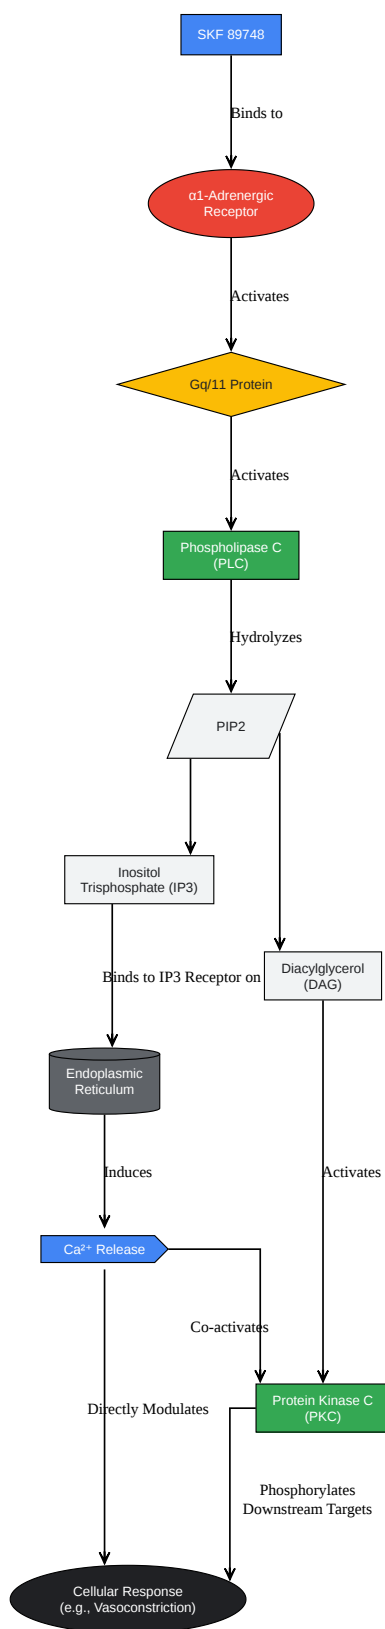 SKF 89748
Binds to
α1-Adrenergic
Receptor
Activates
Gq/11 Protein
Activates
Phospholipase C
(PLC)
Hydrolyzes
PIP2
Inositol
Trisphosphate (IP3)
Binds to IP3 Receptor on
Diacylglycerol
(DAG)
Endoplasmic
Reticulum
Induces
Activates
Ca²⁺ Release
Co-activates
Protein Kinase C
(PKC)
Directly Modulates
Phosphorylates
Downstream Targets
Cellular Response
(e.g., Vasoconstriction)